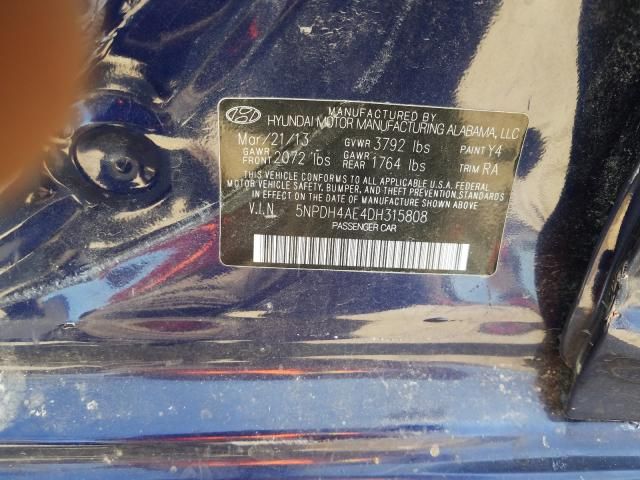 MANUFACTURED BY
HYUNDAI MOTOR MANUFACTURING ALABAMA, LLC
Mar/21/13 GVWR 3792 lbs PAINT Y4
GAWR FRONT 2072 lbs GAWR REAR 1764 lbs TRIM RA
THIS VEHICLE CONFORMS TO ALL APPLICABLE U.S.A. FEDERAL
MOTOR VEHICLE SAFETY, BUMPER, AND THEFT PREVENTION STANDARDS
IN EFFECT ON THE DATE OF MANUFACTURE SHOWN ABOVE.
V.I.N 5NPDH4AE4DH315808
PASSENGER CAR